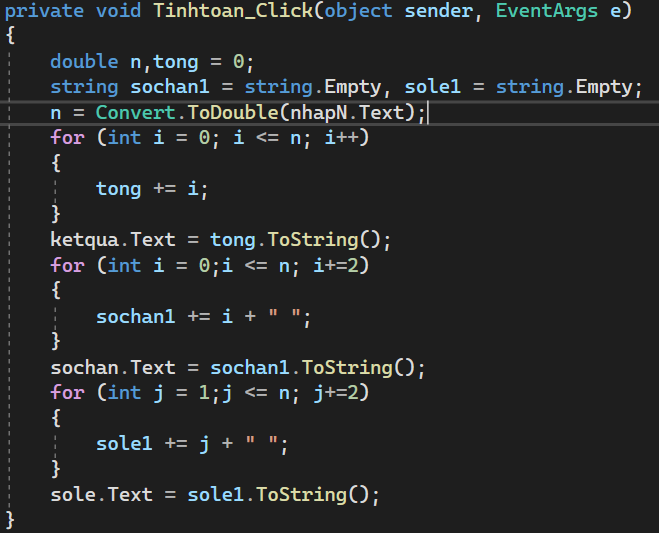 private void Tinhtoan_Click(object sender, EventArgs e)
{
    double n,tong = 0;
    string sochan1 = string.Empty, sole1 = string.Empty;
    n = Convert.ToDouble(nhapN.Text);
    for (int i = 0; i <= n; i++)
    {
        tong += i;
    }
    ketqua.Text = tong.ToString();
    for (int i = 0;i <= n; i+=2)
    {
        sochan1 += i + " ";
    }
    sochan.Text = sochan1.ToString();
    for (int j = 1;j <= n; j+=2)
    {
        sole1 += j + " ";
    }
    sole.Text = sole1.ToString();
}